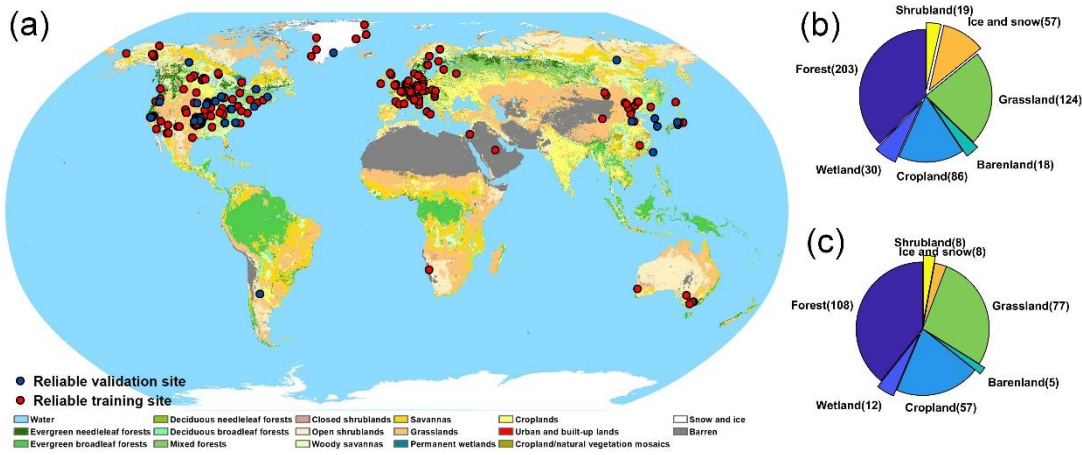 (a)
Reliable validation site
Reliable training site
Water
Evergreen needleleaf forests
Evergreen broadleaf forests
Deciduous needleleaf forests
Deciduous broadleaf forests
Mixed forests
Closed shrublands
Open shrublands
Woody savannas
Savannas
Grasslands
Permanent wetlands
Croplands
Urban and built-up lands
Cropland/natural vegetation mosaics
Snow and ice
Barren
(b)
Shrubland(19)
Ice and snow(57)
Forest(203)
Grassland(124)
Wetland(30)
Barenland(18)
Cropland(86)
(c)
Shrubland(8)
Ice and snow(8)
Forest(108)
Grassland(77)
Wetland(12)
Barenland(5)
Cropland(57)